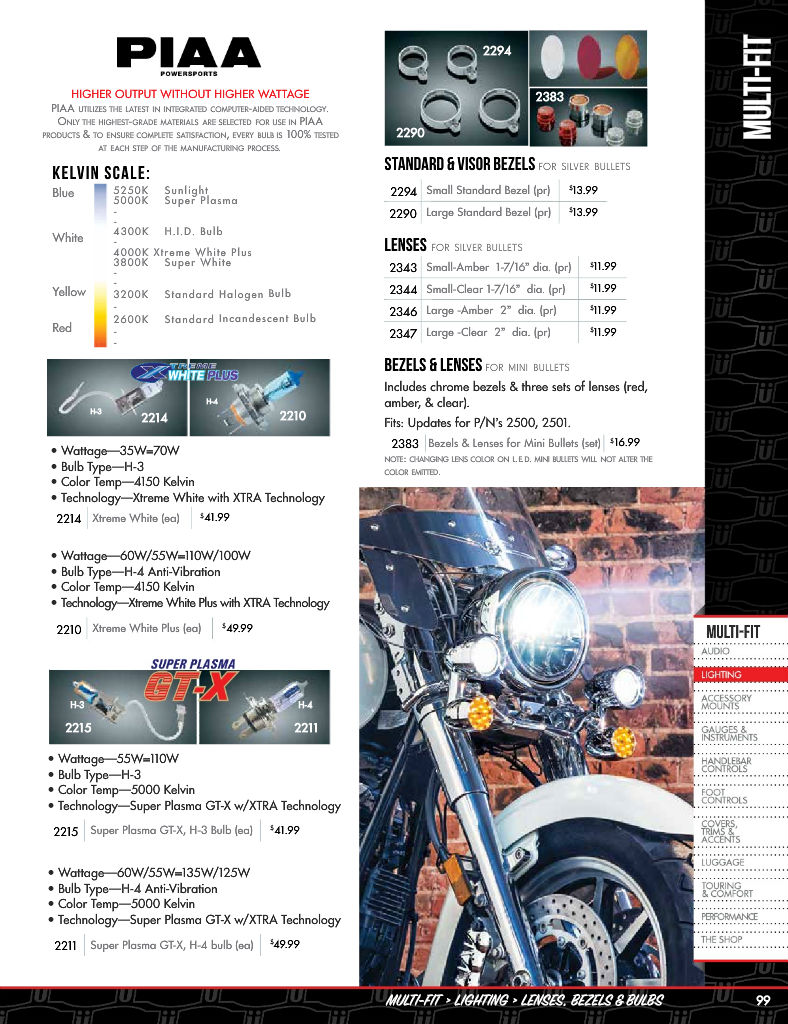 PIAA
POWERSPORTS
HIGHER OUTPUT WITHOUT HIGHER WATTAGE
PIAA UTILIZES THE LATEST IN INTEGRATED COMPUTER-AIDED TECHNOLOGY.
ONLY THE HIGHEST-GRADE MATERIALS ARE SELECTED FOR USE IN PIAA
PRODUCTS & TO ENSURE COMPLETE SATISFACTION, EVERY BULB IS 100% TESTED
AT EACH STEP OF THE MANUFACTURING PROCESS.
KELVIN SCALE:
Blue
5250K Sunlight
5000K Super Plasma
-
-
White
4300K H.I.D. Bulb
-
4000K Xtreme White Plus
3800K Super White
-
-
Yellow
3200K Standard Halogen Bulb
-
2600K Standard Incandescent Bulb
Red
-
-
XTREME
WHITE PLUS
H-3
2214
H-4
2210
• Wattage—35W=70W
• Bulb Type—H-3
• Color Temp—4150 Kelvin
• Technology—Xtreme White with XTRA Technology
2214 Xtreme White (ea) $41.99
• Wattage—60W/55W=110W/100W
• Bulb Type—H-4 Anti-Vibration
• Color Temp—4150 Kelvin
• Technology—Xtreme White Plus with XTRA Technology
2210 Xtreme White Plus (ea) $49.99
SUPER PLASMA
GT-X
H-3
2215
H-4
2211
• Wattage—55W=110W
• Bulb Type—H-3
• Color Temp—5000 Kelvin
• Technology—Super Plasma GT-X w/XTRA Technology
2215 Super Plasma GT-X, H-3 Bulb (ea) $41.99
• Wattage—60W/55W=135W/125W
• Bulb Type—H-4 Anti-Vibration
• Color Temp—5000 Kelvin
• Technology—Super Plasma GT-X w/XTRA Technology
2211 Super Plasma GT-X, H-4 bulb (ea) $49.99
2294
2290
2383
STANDARD & VISOR BEZELS FOR SILVER BULLETS
2294 Small Standard Bezel (pr) $13.99
2290 Large Standard Bezel (pr) $13.99
LENSES FOR SILVER BULLETS
2343 Small-Amber 1-7/16" dia. (pr) $11.99
2344 Small-Clear 1-7/16" dia. (pr) $11.99
2346 Large -Amber 2" dia. (pr) $11.99
2347 Large -Clear 2" dia. (pr) $11.99
BEZELS & LENSES FOR MINI BULLETS
Includes chrome bezels & three sets of lenses (red,
amber, & clear).
Fits: Updates for P/N's 2500, 2501.
2383 Bezels & Lenses for Mini Bullets (set) $16.99
NOTE: CHANGING LENS COLOR ON L.E.D. MINI BULLETS WILL NOT ALTER THE
COLOR EMITTED.
MULTI-FIT
MULTI-FIT
AUDIO
LIGHTING
ACCESSORY
MOUNTS
GAUGES &
INSTRUMENTS
HANDLEBAR
CONTROLS
FOOT
CONTROLS
COVERS,
TRIMS &
ACCENTS
LUGGAGE
TOURING
& COMFORT
PERFORMANCE
THE SHOP
MULTI-FIT > LIGHTING > LENSES, BEZELS & BULBS
99